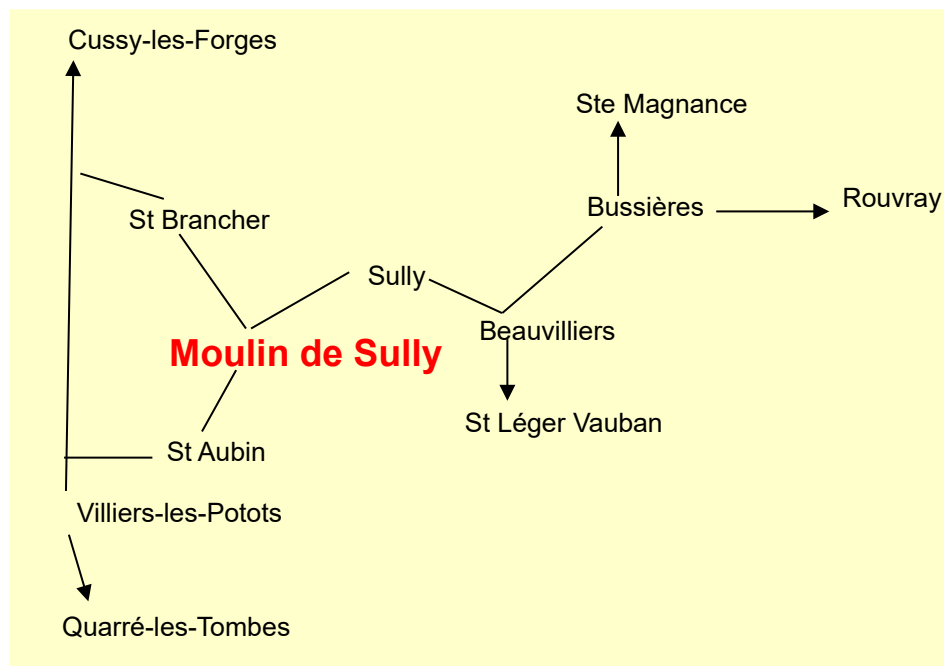 Cussy-les-Forges
Ste Magnance
Rouvray
Bussières
St Brancher
Sully
Beauvilliers
Moulin de Sully
St Léger Vauban
St Aubin
Villiers-les-Potots
Quarré-les-Tombes